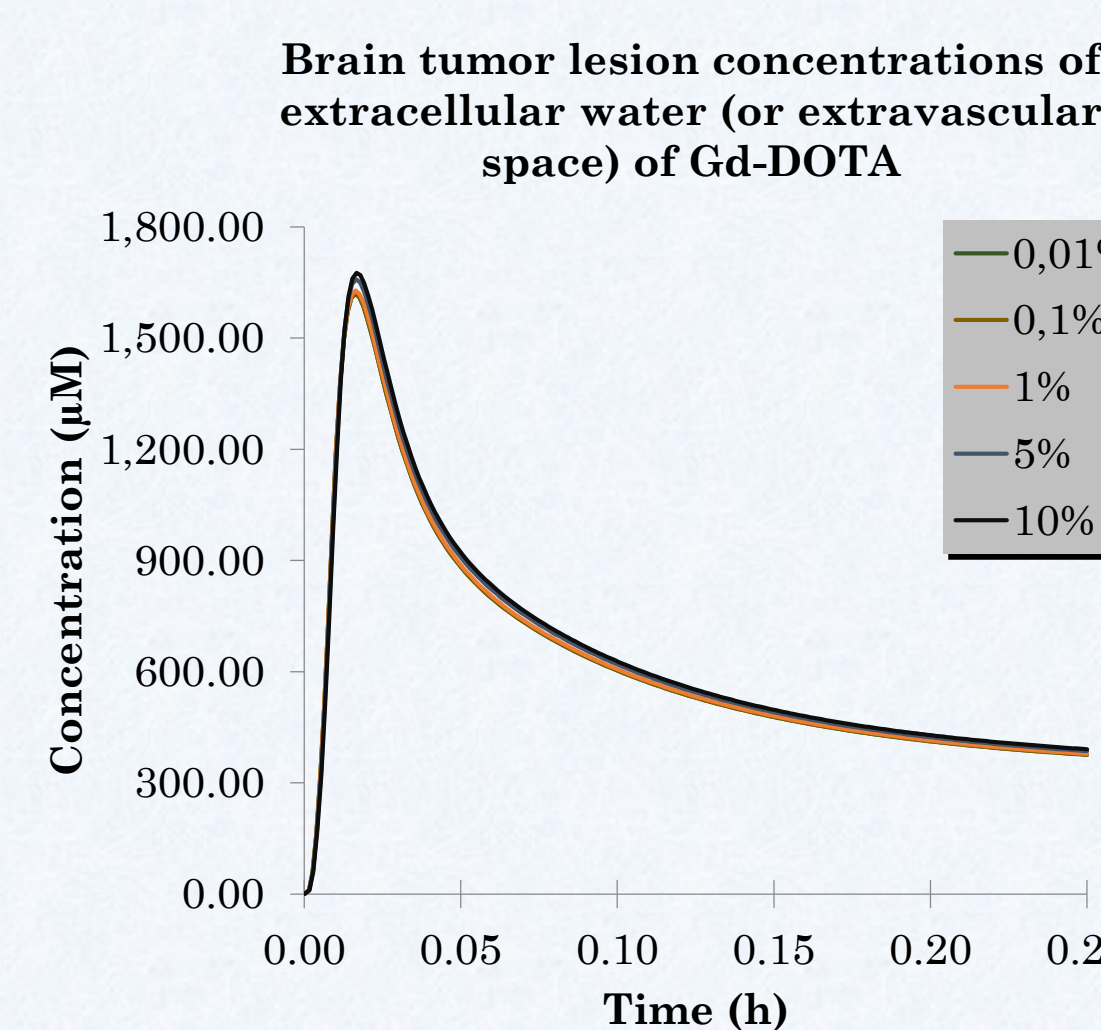 Brain tumor lesion concentrations of
extracellular water (or extravascular
space) of Gd-DOTA
1,800.00
1,500.00
1,200.00
900.00
600.00
300.00
0.00
Concentration (µM)
0,01%
0,1%
1%
5%
10%
0.00 0.05 0.10 0.15 0.20
Time (h)